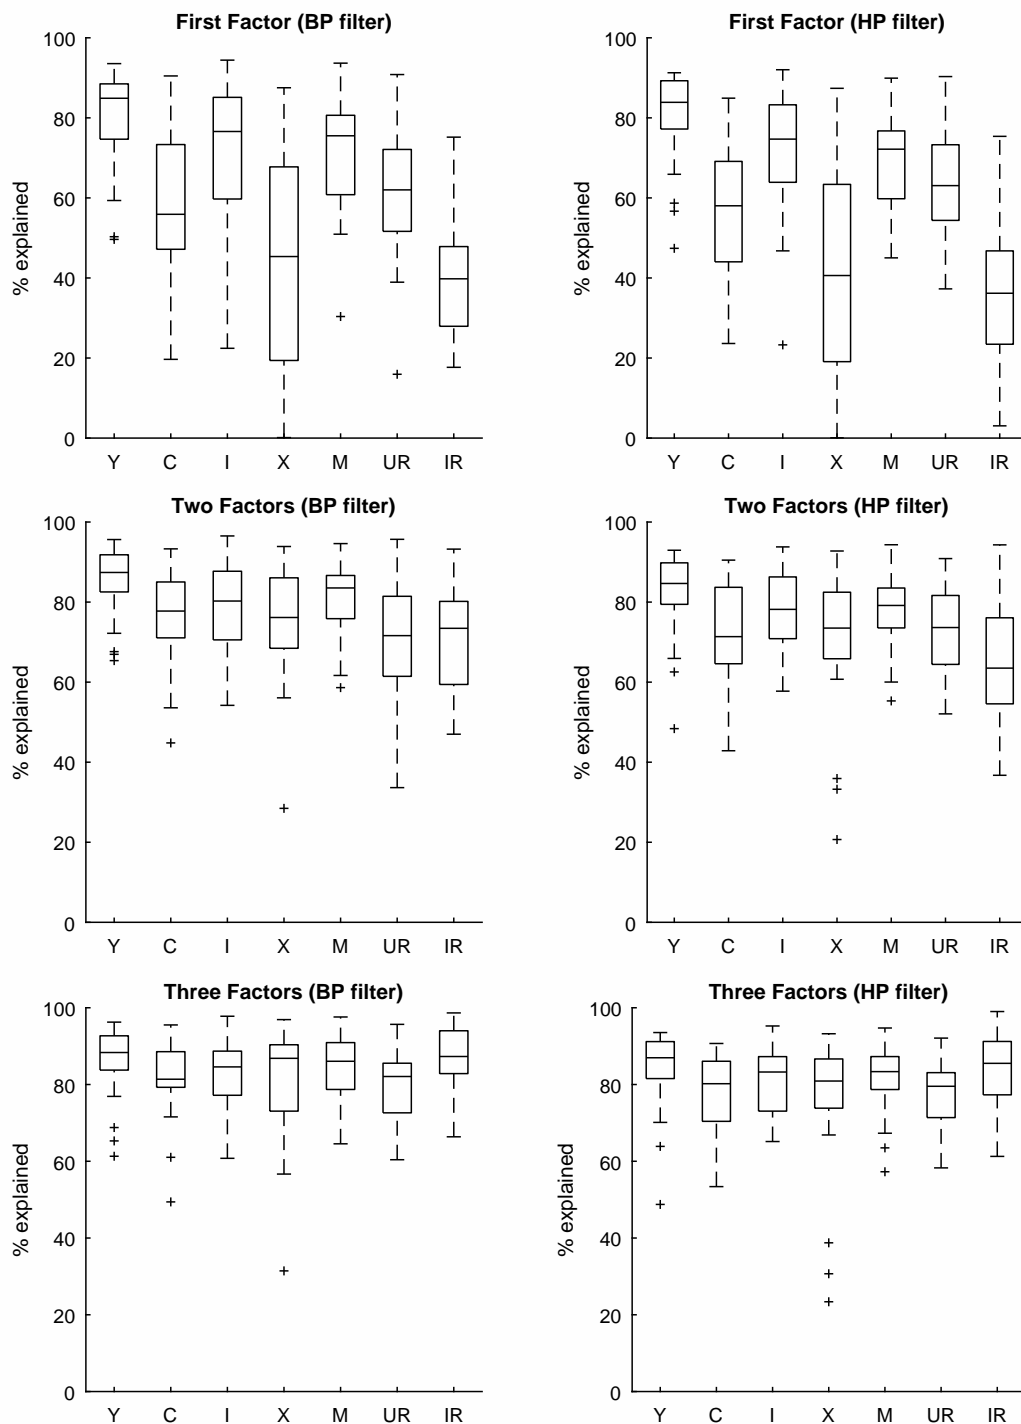 First Factor (BP filter)
100
80
60
40
20
0
% explained
Y C I X M UR IR
First Factor (HP filter)
100
80
60
40
20
0
% explained
Y C I X M UR IR
Two Factors (BP filter)
100
80
60
40
20
0
% explained
Y C I X M UR IR
Two Factors (HP filter)
100
80
60
40
20
0
% explained
Y C I X M UR IR
Three Factors (BP filter)
100
80
60
40
20
0
% explained
Y C I X M UR IR
Three Factors (HP filter)
100
80
60
40
20
0
% explained
Y C I X M UR IR